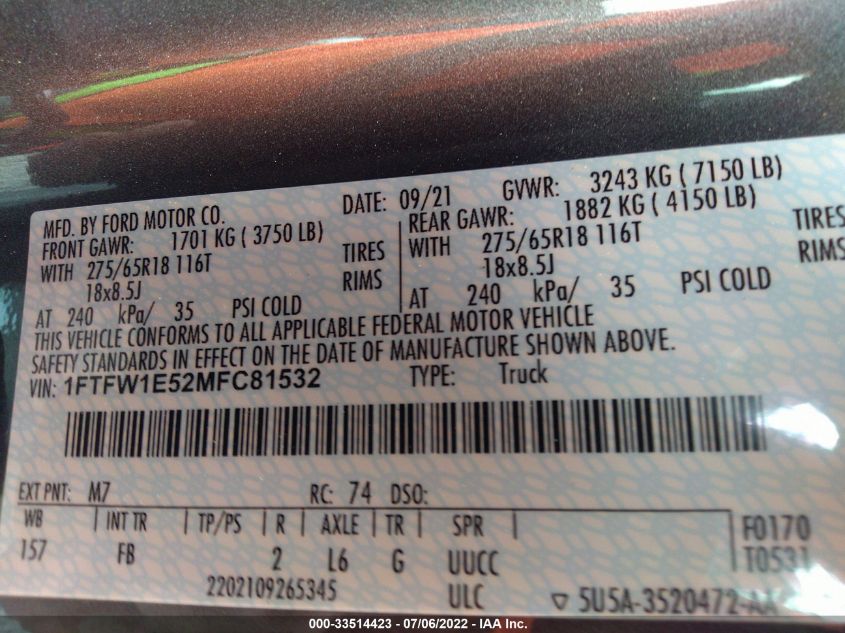 MFD. BY FORD MOTOR CO.
DATE: 09/21 GVWR: 3243 KG ( 7150 LB)
FRONT GAWR: 1701 KG ( 3750 LB)
WITH 275/65R18 116T TIRES
18x8.5J RIMS
AT 240 kPa/ 35 PSI COLD
REAR GAWR: 1882 KG ( 4150 LB)
WITH 275/65R18 116T TIRES
18x8.5J RIMS
AT 240 kPa/ 35 PSI COLD
THIS VEHICLE CONFORMS TO ALL APPLICABLE FEDERAL MOTOR VEHICLE
SAFETY STANDARDS IN EFFECT ON THE DATE OF MANUFACTURE SHOWN ABOVE.
VIN: 1FTFW1E52MFC81532 TYPE: Truck
EXT PNT: M7 RC: 74 DSO:
WB INT TR TP/PS R AXLE TR SPR F0170
157 FB 2 L6 G UUCC T0531
2202109265345 ULC 5U5A-3520472-AA
000-33514423 - 07/06/2022 - IAA Inc.